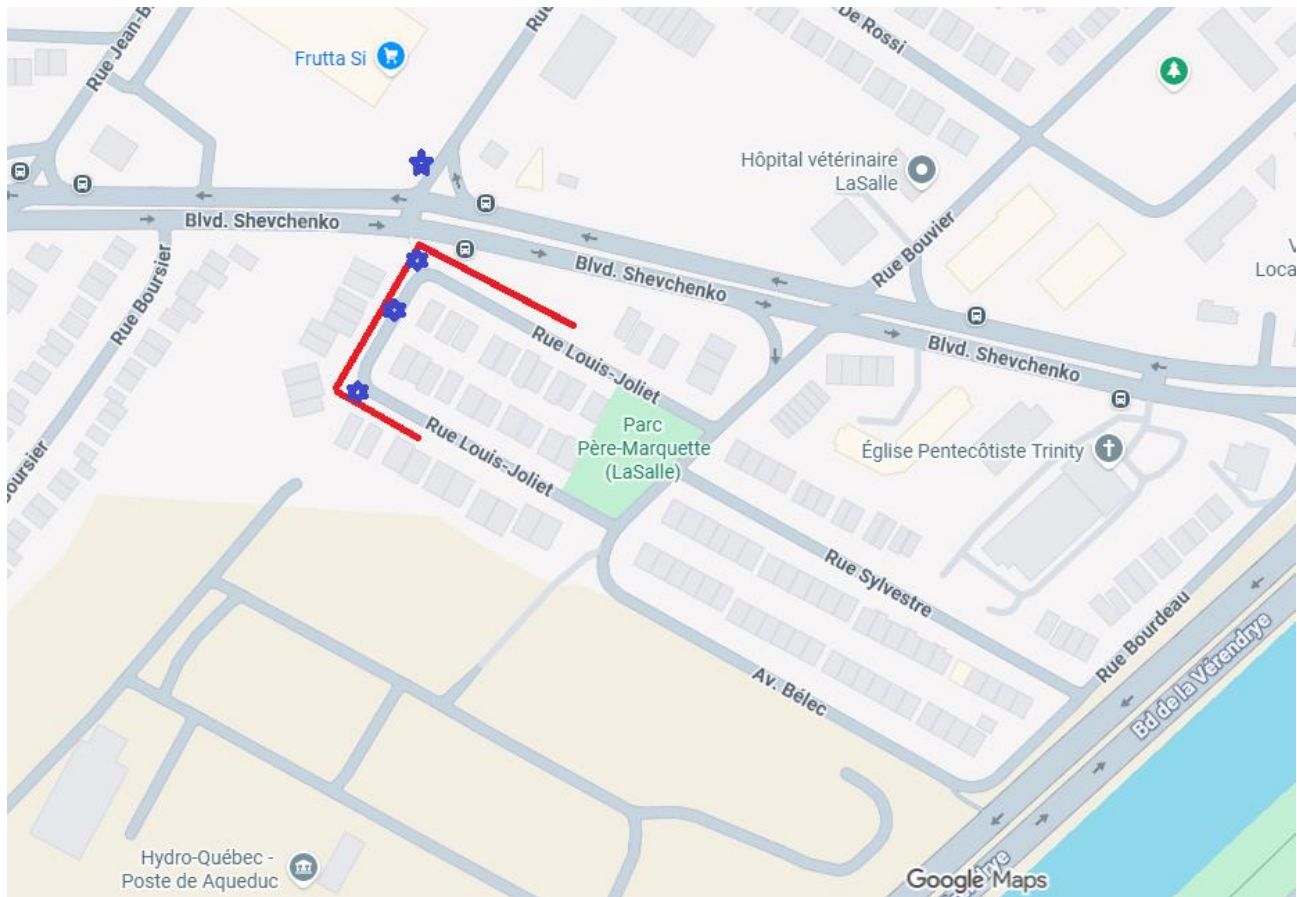 Rue Jean-B
Rue
De Rossi
Frutta Si
Hôpital vétérinaire
LaSalle
Blvd. Shevchenko
Rue Bouvier
Blvd. Shevchenko
V
Loca
Rue Boursier
Blvd. Shevchenko
Rue Louis-Joliet
Parc
Père-Marquette
(LaSalle)
Rue Louis-Joliet
Église Pentecôtiste Trinity
Boursier
Rue Sylvestre
Rue Bourdeau
Bd de la Vérendrye
Av. Bélec
Hydro-Québec -
Poste de Aqueduc
Google Maps
endrye